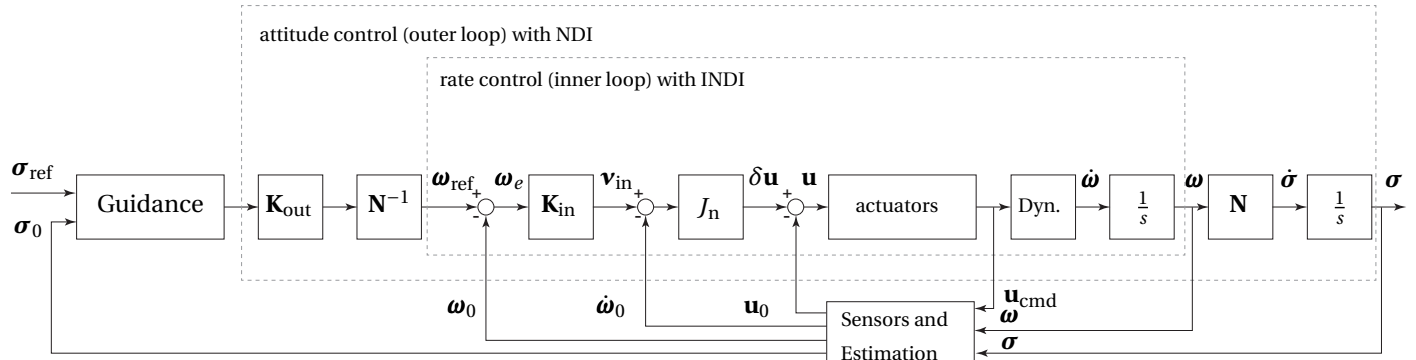 attitude control (outer loop) with NDI
rate control (inner loop) with INDI
σref
σ0
Guidance
Kout
N−1
ωref
+
-
ωe
Kin
νin
+
-
Jn
δu
+
-
u
actuators
Dyn.
ω̇
1/s
ω
N
σ̇
1/s
σ
ω0
ω̇0
u0
Sensors and
Estimation
ucmd
ω
σ